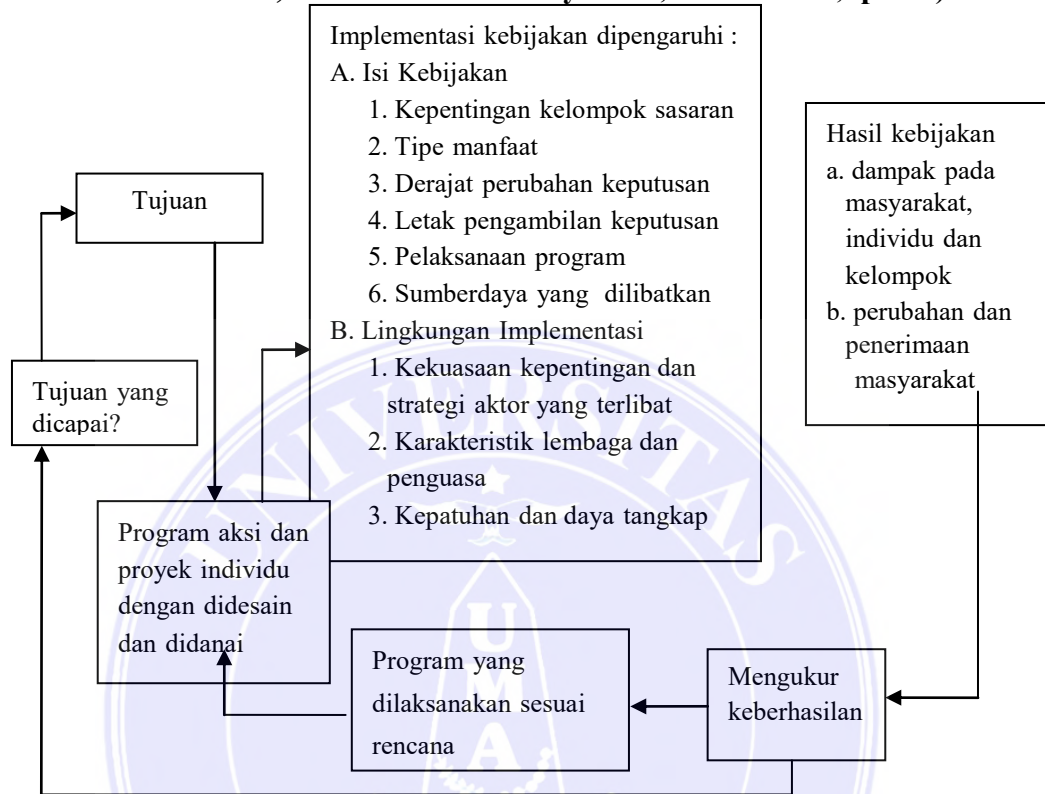 Implementasi kebijakan dipengaruhi :
A. Isi Kebijakan
1. Kepentingan kelompok sasaran
2. Tipe manfaat
3. Derajat perubahan keputusan
4. Letak pengambilan keputusan
5. Pelaksanaan program
6. Sumberdaya yang dilibatkan
B. Lingkungan Implementasi
1. Kekuasaan kepentingan dan
strategi aktor yang terlibat
2. Karakteristik lembaga dan
penguasa
3. Kepatuhan dan daya tangkap
Hasil kebijakan
a. dampak pada
masyarakat,
individu dan
kelompok
b. perubahan dan
penerimaan
masyarakat
Tujuan
Tujuan yang
dicapai?
Program aksi dan
proyek individu
dengan didesain
dan didanai
Program yang
dilaksanakan sesuai
rencana
Mengukur
keberhasilan
UNIVERSITAS
U
M
A